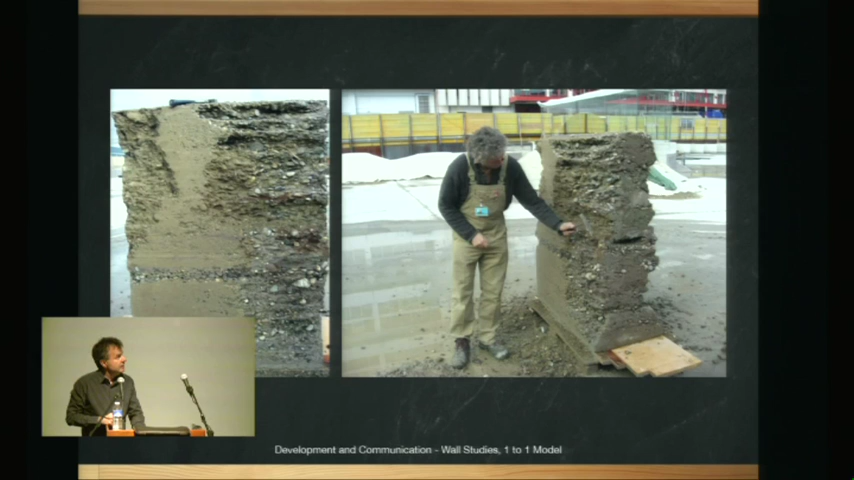 Development and Communication - Wall Studies, 1 to 1 Model